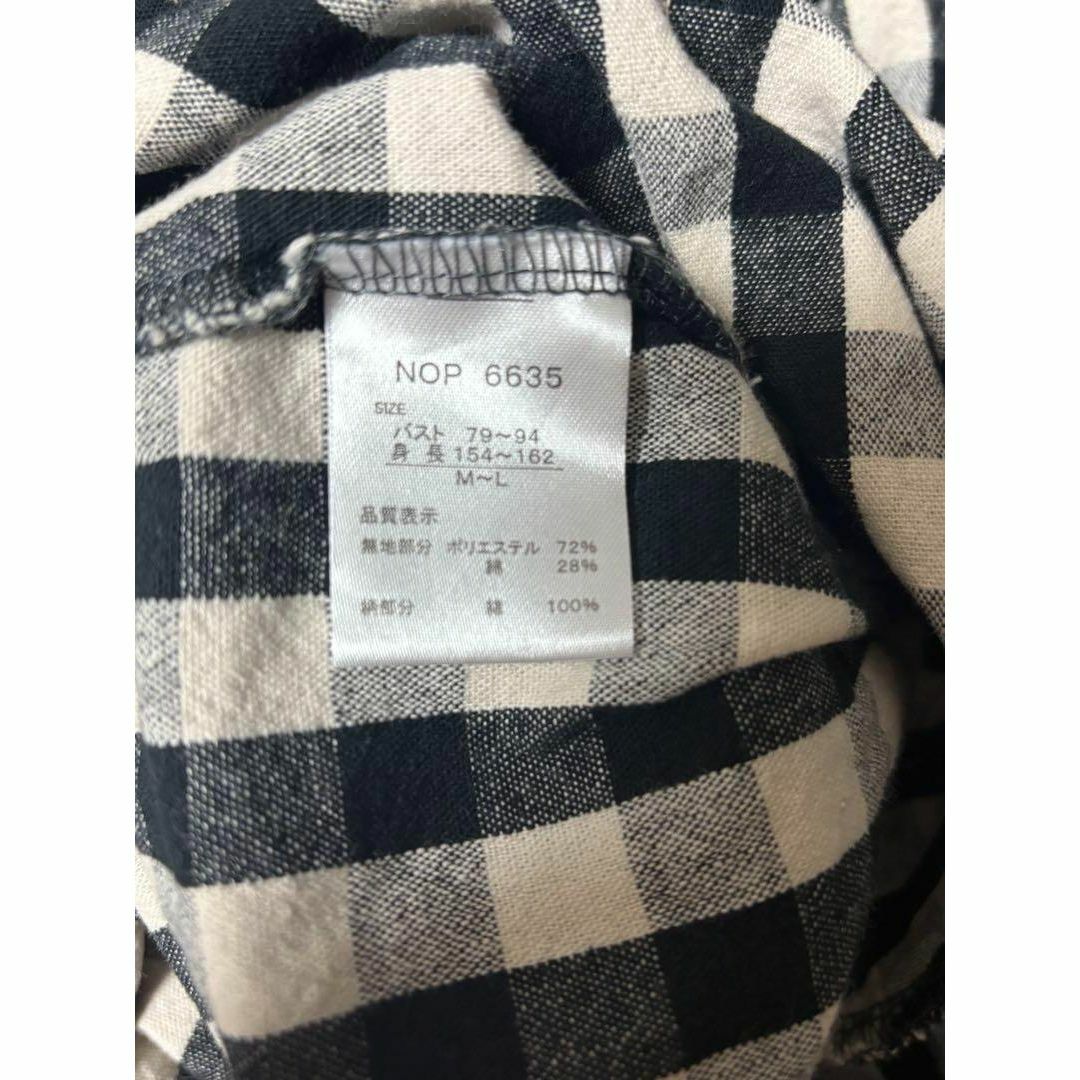 NOP 6635
SIZE
バスト 79〜94
身長 154〜162
M〜L
品質表示
無地部分 ポリエステル 72%
綿 28%
柄部分 綿 100%